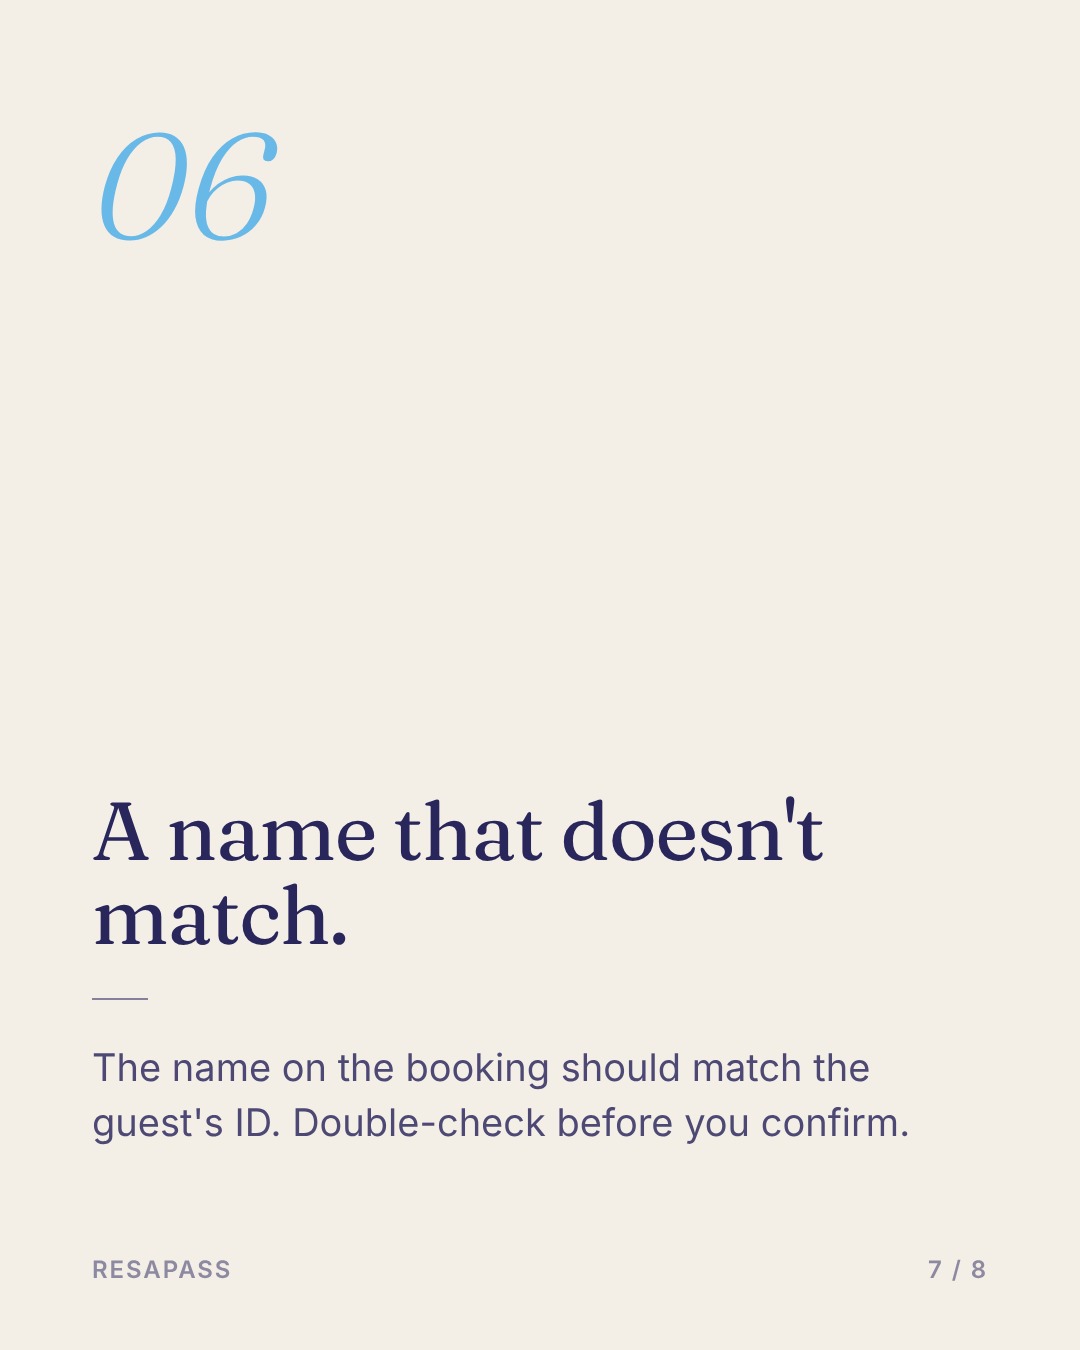 06
A name that doesn't
match.
The name on the booking should match the
guest's ID. Double-check before you confirm.
RESAPASS
7 / 8